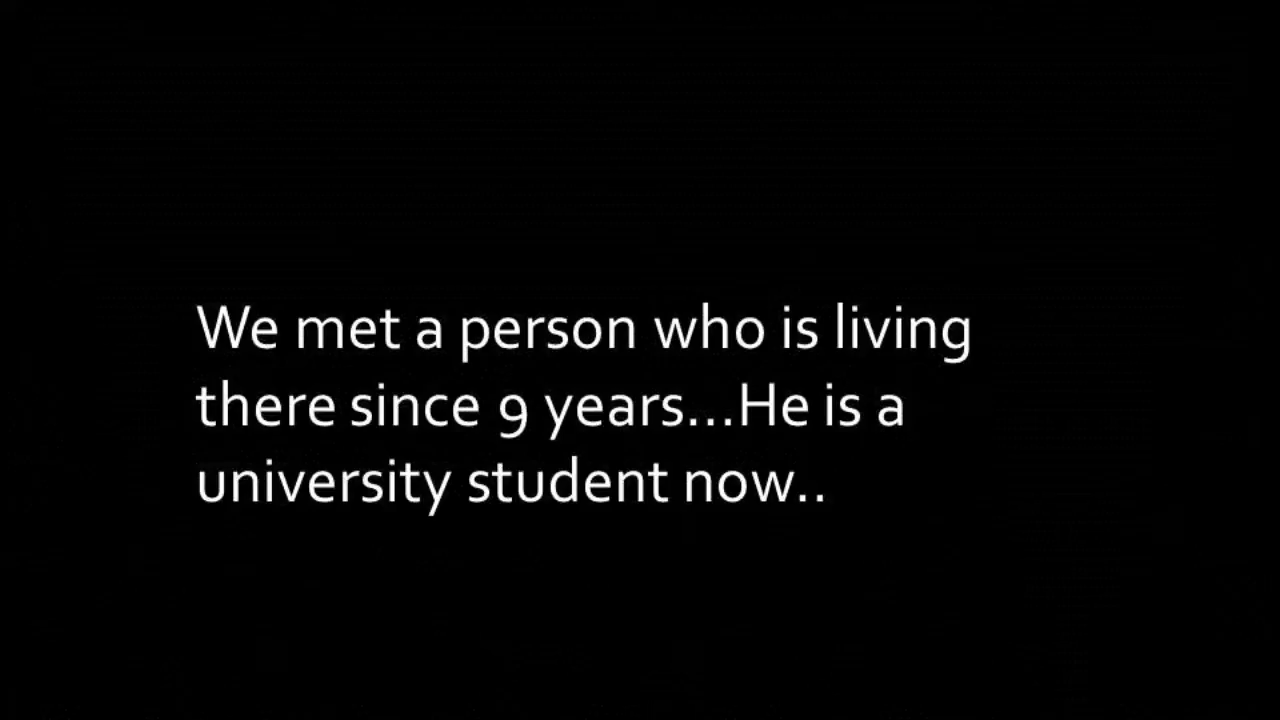 We met a person who is living
there since 9 years...He is a
university student now..